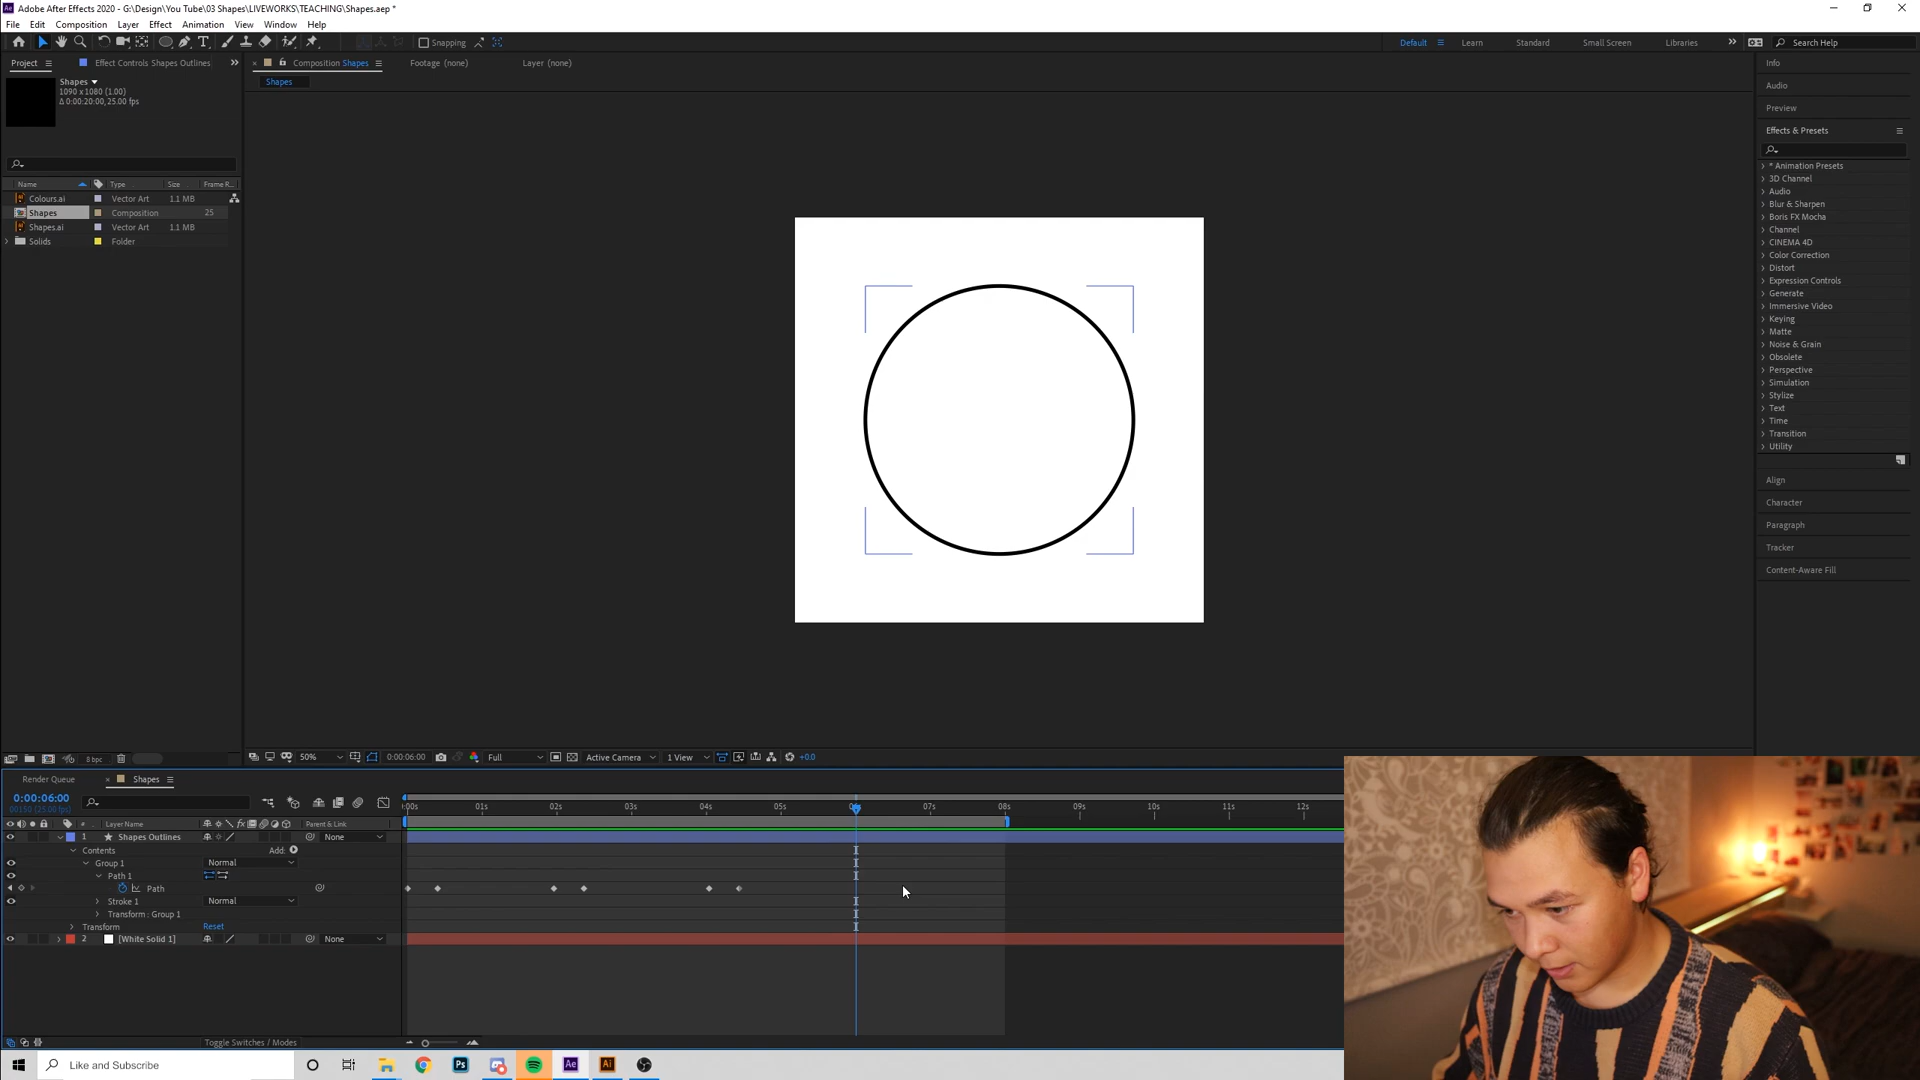 Adobe After Effects 2020 - G:\Design\You Tube\03 Shapes\LIVEWORKS\TEACHING\Shapes.aep *
File Edit Composition Layer Effect Animation View Window Help
Snapping
Default Learn Standard Small Screen Libraries Search Help
Project Effect Controls Shapes Outlines Composition Shapes Footage (none) Layer (none) Info
Shapes
Shapes
1090 x 1080 (1.00)
Δ 0:00:20:00, 25.00 fps
Audio
Preview
Effects & Presets
Name Type Size Frame R...
Colours.ai Vector Art 1.1 MB
Shapes Composition 25
Shapes.ai Vector Art 1.1 MB
Solids Folder
* Animation Presets
3D Channel
Audio
Blur & Sharpen
Boris FX Mocha
Channel
CINEMA 4D
Color Correction
Distort
Expression Controls
Generate
Immersive Video
Keying
Matte
Noise & Grain
Obsolete
Perspective
Simulation
Stylize
Text
Time
Transition
Utility
Align
Character
Paragraph
Tracker
Content-Aware Fill
8 bpc
50% 0:00:06:00 Full Active Camera 1 View +0.0
Render Queue Shapes
0:00:06:00
00150 (25.00 fps)
:00s 01s 02s 03s 04s 05s 07s 08s 09s 10s 11s 12s
# Layer Name fx Parent & Link
1 Shapes Outlines None
Contents Add:
Group 1 Normal
Path 1
Path
Stroke 1 Normal
Transform : Group 1
Transform Reset
2 [White Solid 1] None
Toggle Switches / Modes
Like and Subscribe Ps Ae Ai